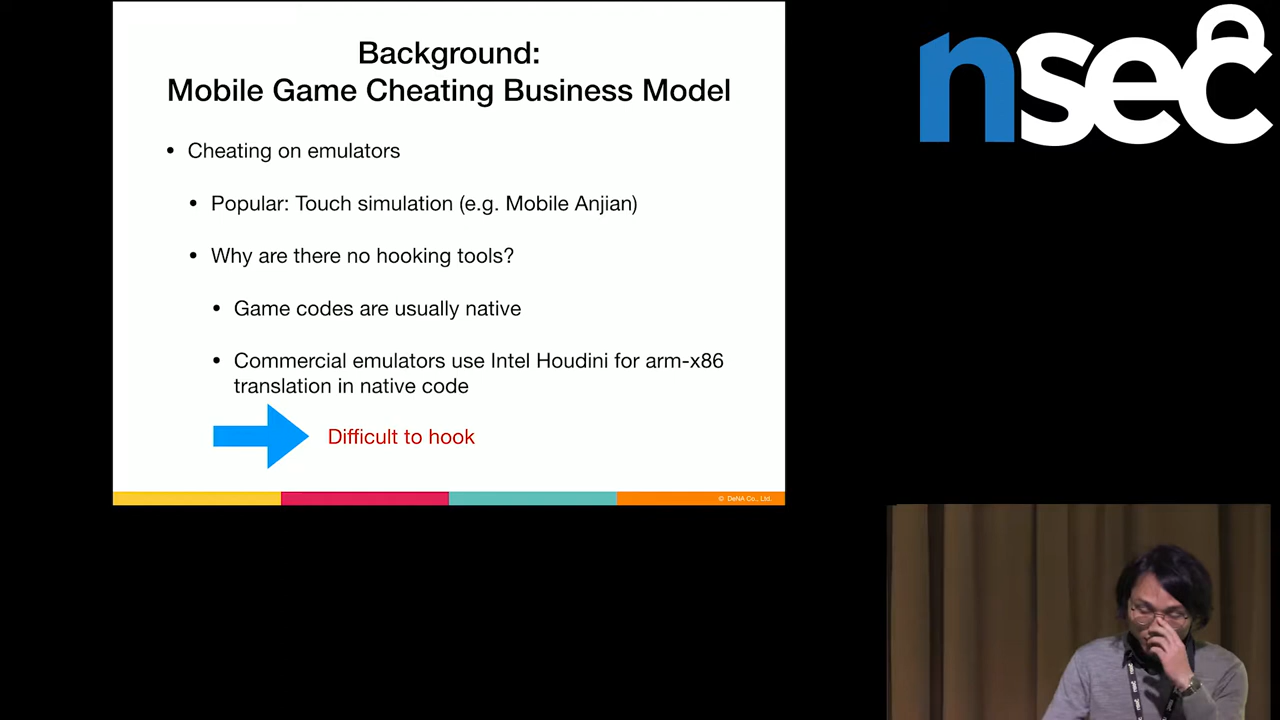 Background:
Mobile Game Cheating Business Model
• Cheating on emulators
• Popular: Touch simulation (e.g. Mobile Anjian)
• Why are there no hooking tools?
• Game codes are usually native
• Commercial emulators use Intel Houdini for arm-x86
translation in native code
Difficult to hook
© DeNA Co., Ltd.
nsec
nsec